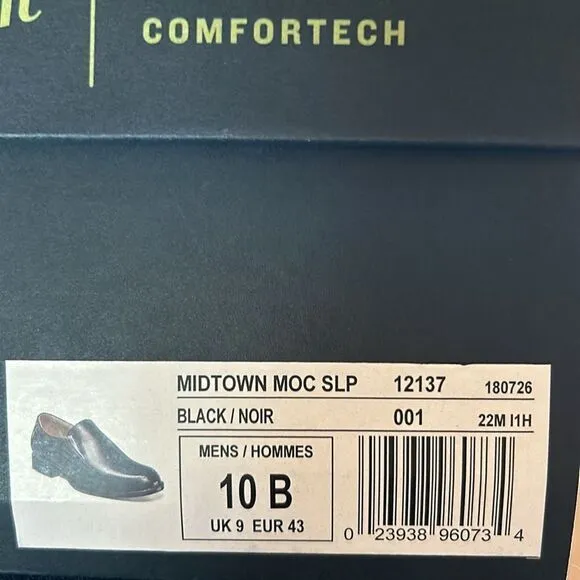 COMFORTECH
MIDTOWN MOC SLP 12137 180726
BLACK / NOIR 001 22M I1H
MENS / HOMMES
10 B
UK 9 EUR 43
0 23938 96073 4